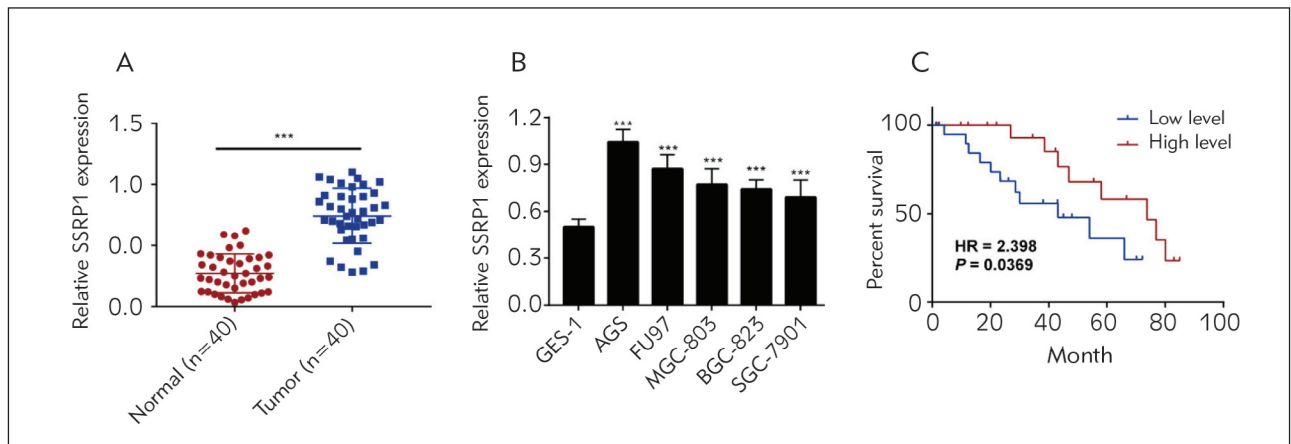 A
Relative SSRP1 expression
1.5
1.0
0.0
0.0
***
Normal (n=40)
Tumor (n=40)
B
Relative SSRP1 expression
1.2
0.9
0.6
0.3
0.0
***
***
***
***
***
GES-1
AGS
FU97
MGC-803
BGC-823
SGC-7901
C
Percent survival
100
50
0
Low level
High level
HR = 2.398
P = 0.0369
0 20 40 60 80 100
Month